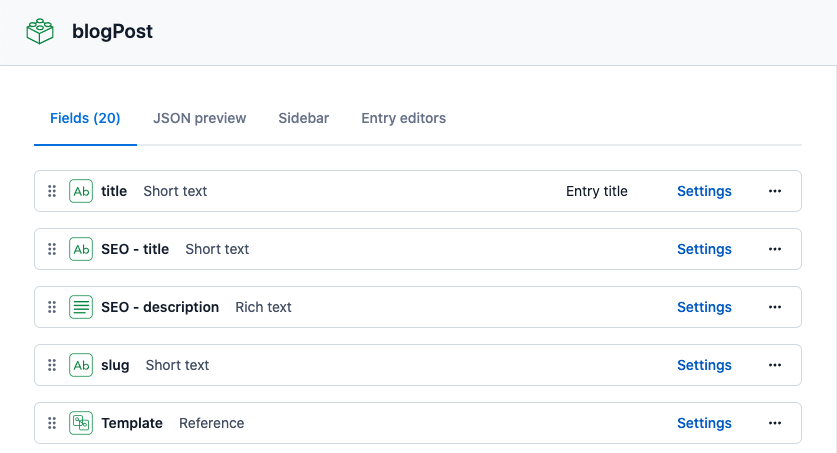 blogPost
Fields (20) JSON preview Sidebar Entry editors
Ab title Short text Entry title Settings
Ab SEO - title Short text Settings
SEO - description Rich text Settings
Ab slug Short text Settings
Template Reference Settings